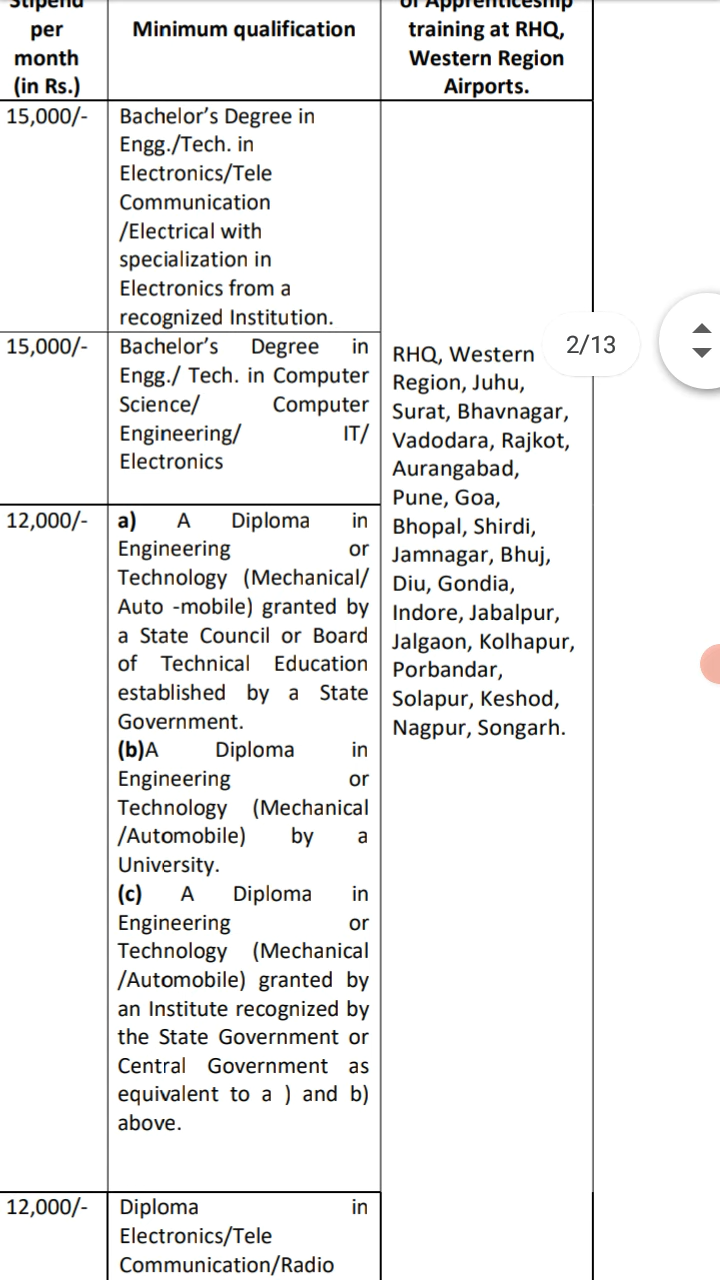 Stipend
per
month
(in Rs.)
Minimum qualification
of Apprenticeship
training at RHQ,
Western Region
Airports.
15,000/-
Bachelor’s Degree in
Engg./Tech. in
Electronics/Tele
Communication
/Electrical with
specialization in
Electronics from a
recognized Institution.
15,000/-
Bachelor’s Degree in
Engg./ Tech. in Computer
Science/ Computer
Engineering/ IT/
Electronics
12,000/-
a) A Diploma in
Engineering or
Technology (Mechanical/
Auto -mobile) granted by
a State Council or Board
of Technical Education
established by a State
Government.
(b)A Diploma in
Engineering or
Technology (Mechanical
/Automobile) by a
University.
(c) A Diploma in
Engineering or
Technology (Mechanical
/Automobile) granted by
an Institute recognized by
the State Government or
Central Government as
equivalent to a ) and b)
above.
12,000/-
Diploma in
Electronics/Tele
Communication/Radio
RHQ, Western
Region, Juhu,
Surat, Bhavnagar,
Vadodara, Rajkot,
Aurangabad,
Pune, Goa,
Bhopal, Shirdi,
Jamnagar, Bhuj,
Diu, Gondia,
Indore, Jabalpur,
Jalgaon, Kolhapur,
Porbandar,
Solapur, Keshod,
Nagpur, Songarh.
2/13